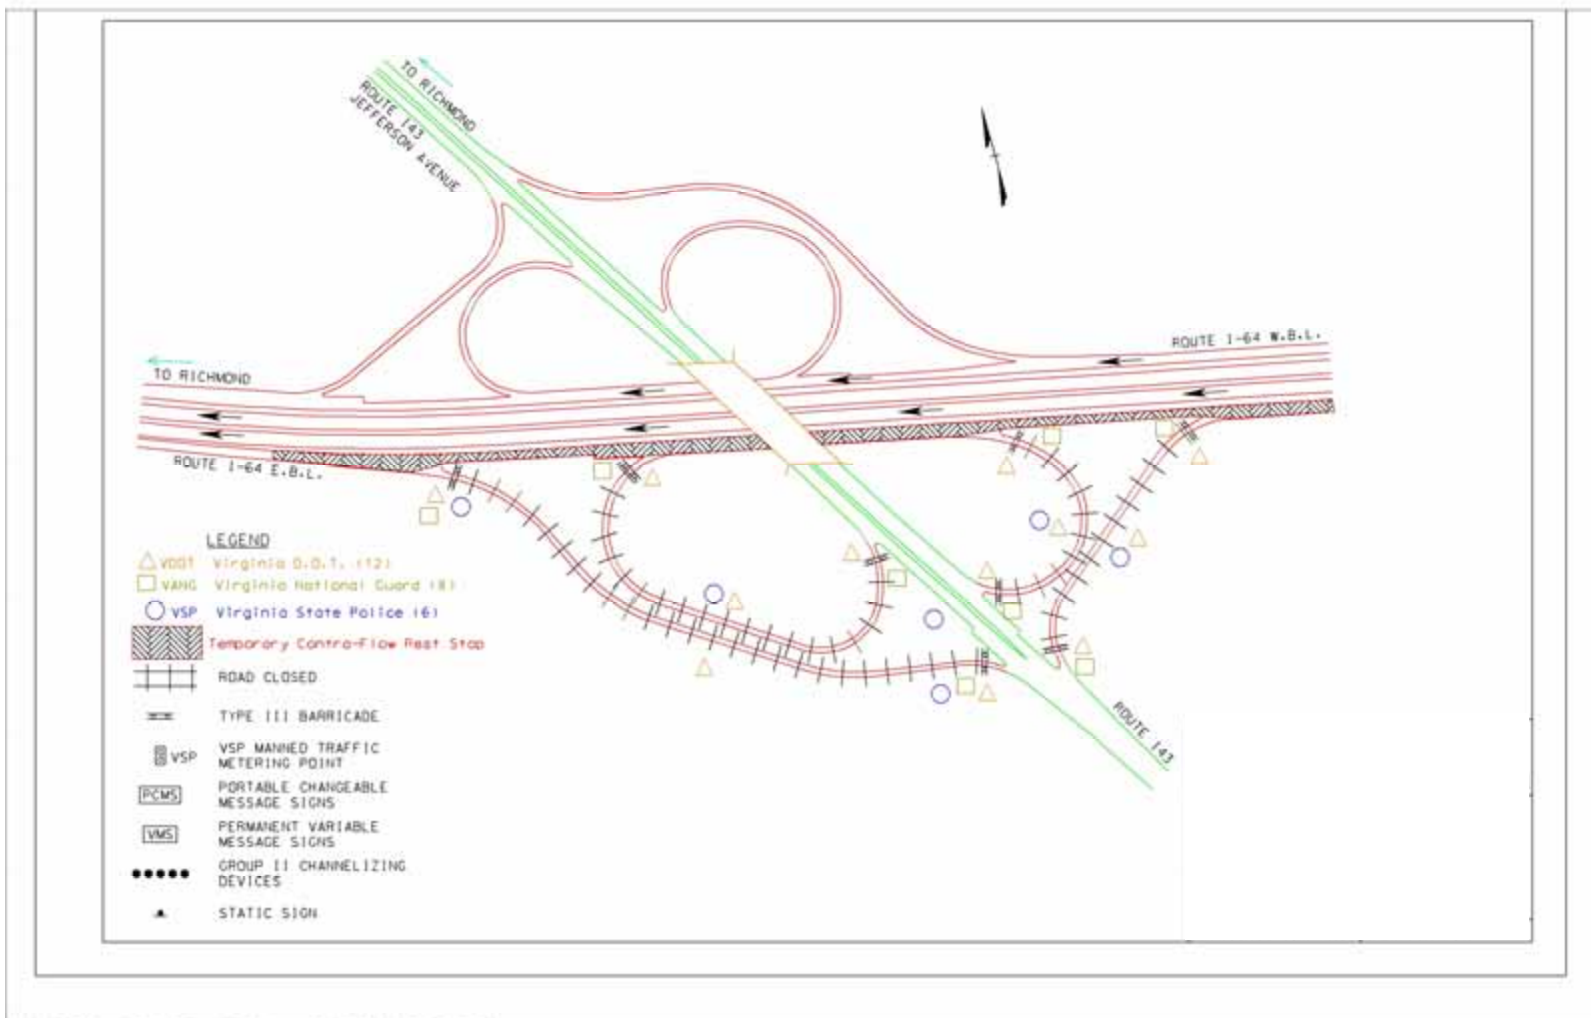 TO RICHMOND
ROUTE 143
JEFFERSON AVENUE
ROUTE I-64 W.B.L.
TO RICHMOND
ROUTE I-64 E.B.L.
ROUTE 143
LEGEND
VDOT Virginia D.O.T. (12)
VANG Virginia National Guard (8)
VSP Virginia State Police (6)
Temporary Contra-Flow Rest Stop
ROAD CLOSED
TYPE III BARRICADE
VSP VSP MANNED TRAFFIC
METERING POINT
PCMS PORTABLE CHANGEABLE
MESSAGE SIGNS
VMS PERMANENT VARIABLE
MESSAGE SIGNS
GROUP II CHANNELIZING
DEVICES
STATIC SIGN